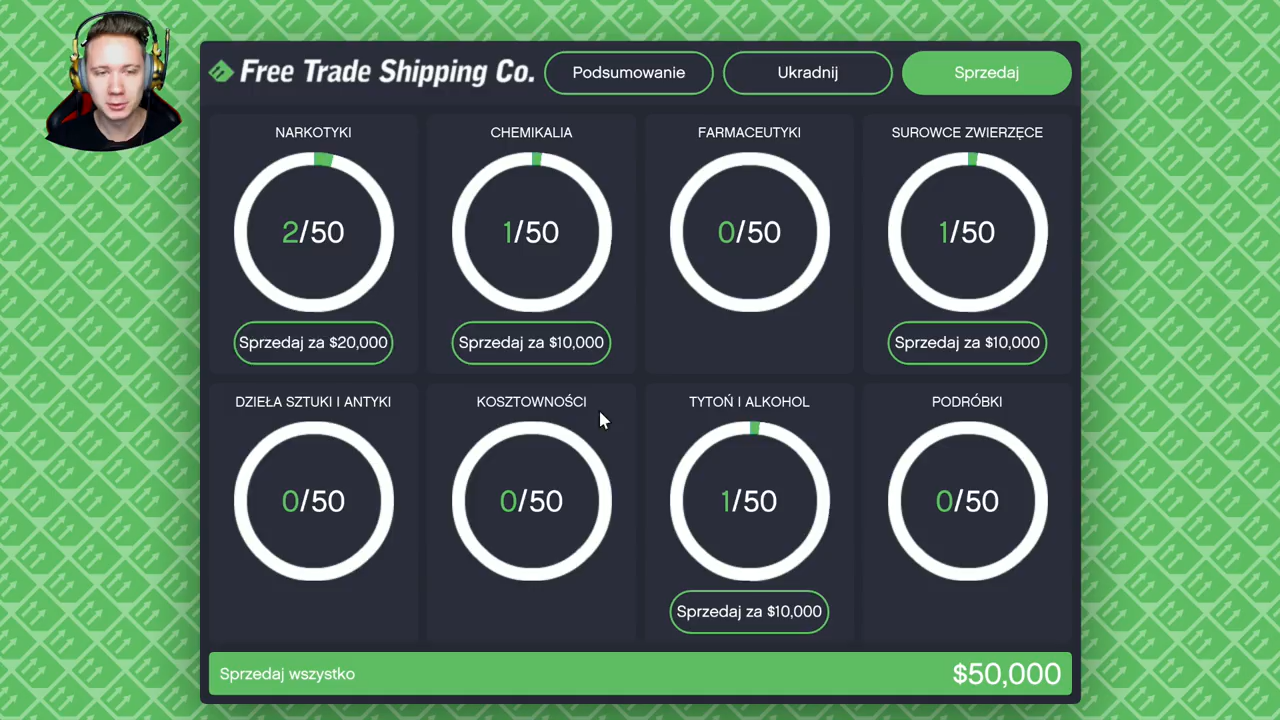 Free Trade Shipping Co.
Podsumowanie
Ukradnij
Sprzedaj
NARKOTYKI
CHEMIKALIA
FARMACEUTYKI
SUROWCE ZWIERZĘCE
2/50
1/50
0/50
1/50
Sprzedaj za $20,000
Sprzedaj za $10,000
Sprzedaj za $10,000
DZIEŁA SZTUKI I ANTYKI
KOSZTOWNOŚCI
TYTOŃ I ALKOHOL
PODRÓBKI
0/50
0/50
1/50
0/50
Sprzedaj za $10,000
Sprzedaj wszystko
$50,000